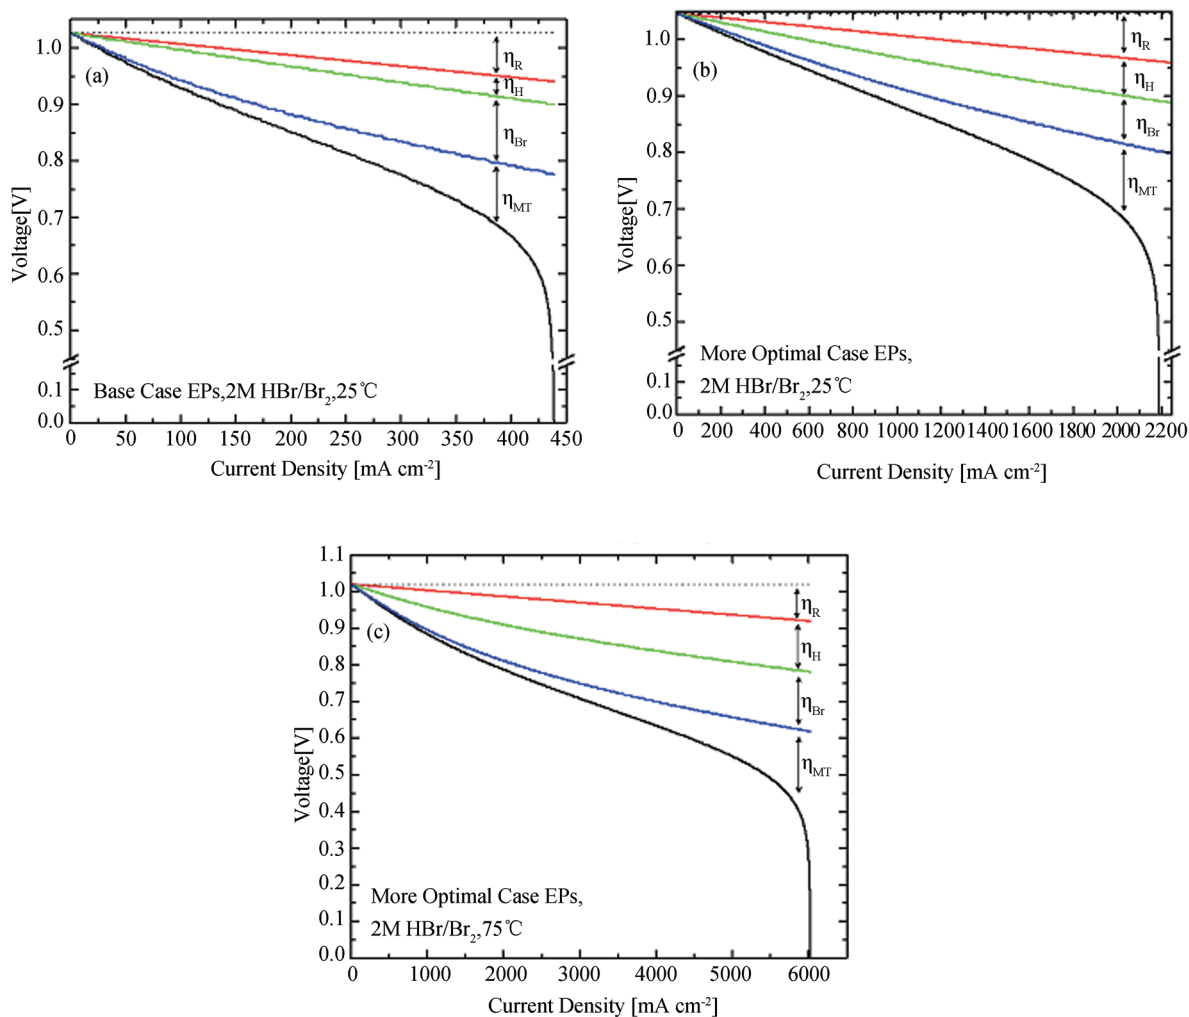 1.0
0.9
0.8
0.7
0.6
0.5
0.1
0.0
Voltage[V]
(a)
ηR
ηH
ηBr
ηMT
Base Case EPs,2M HBr/Br2,25℃
0 50 100 150 200 250 300 350 400 450
Current Density [mA cm-2]
1.0
0.9
0.8
0.7
0.6
0.5
0.1
0.0
Voltage[V]
(b)
ηR
ηH
ηBr
ηMT
More Optimal Case EPs,
2M HBr/Br2,25℃
0 200 400 600 800 1000 1200 1400 1600 1800 2000 2200
Current Density [mA cm-2]
1.1
1.0
0.9
0.8
0.7
0.6
0.5
0.4
0.3
0.2
0.1
0.0
Voltage[V]
(c)
ηR
ηH
ηBr
ηMT
More Optimal Case EPs,
2M HBr/Br2,75℃
0 1000 2000 3000 4000 5000 6000
Current Density [mA cm-2]